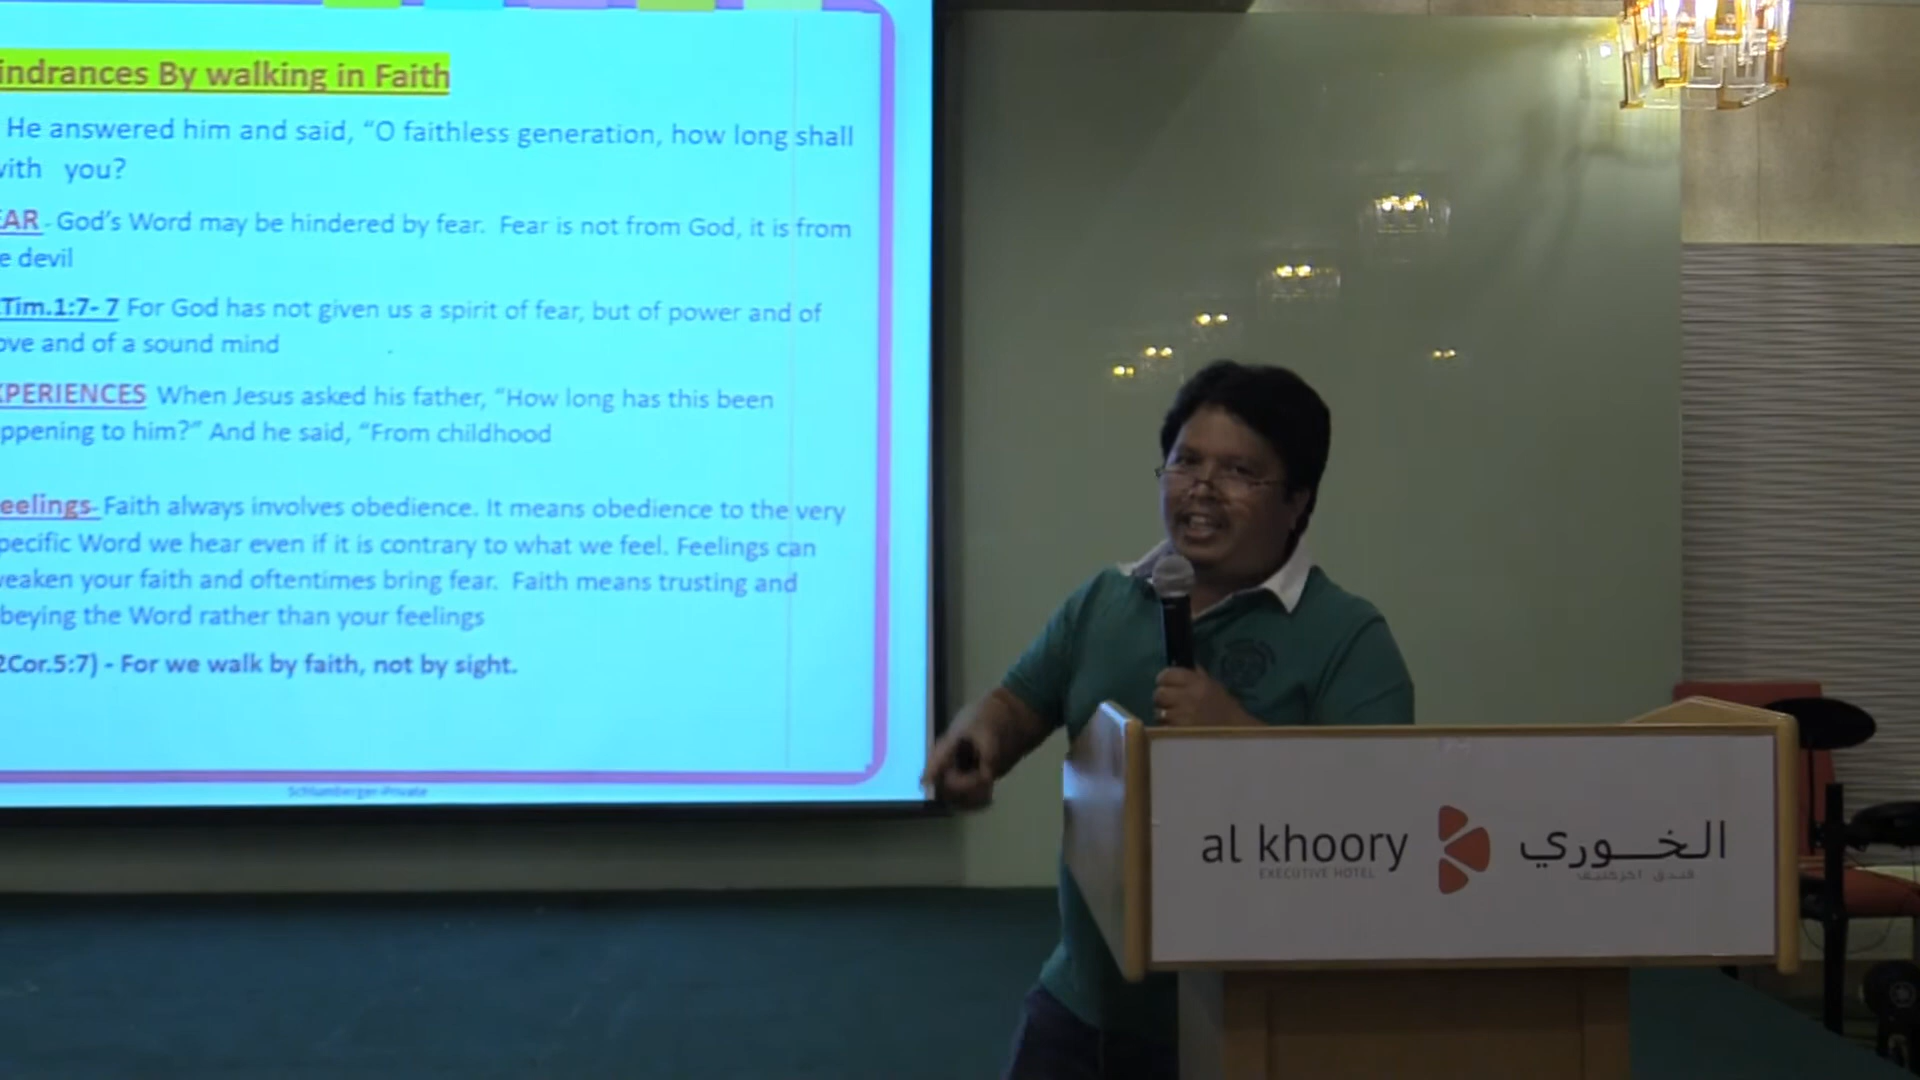 indrances By walking in Faith
He answered him and said, “O faithless generation, how long shall
with you?
EAR - God’s Word may be hindered by fear. Fear is not from God, it is from
e devil
Tim.1:7- 7 For God has not given us a spirit of fear, but of power and of
ove and of a sound mind
XPERIENCES When Jesus asked his father, “How long has this been
ppening to him?” And he said, “From childhood
eelings- Faith always involves obedience. It means obedience to the very
pecific Word we hear even if it is contrary to what we feel. Feelings can
weaken your faith and oftentimes bring fear. Faith means trusting and
beying the Word rather than your feelings
2Cor.5:7) - For we walk by faith, not by sight.
Schlumberger-Private
al khoory
EXECUTIVE HOTEL
الخوري
فندق اكزكتيف